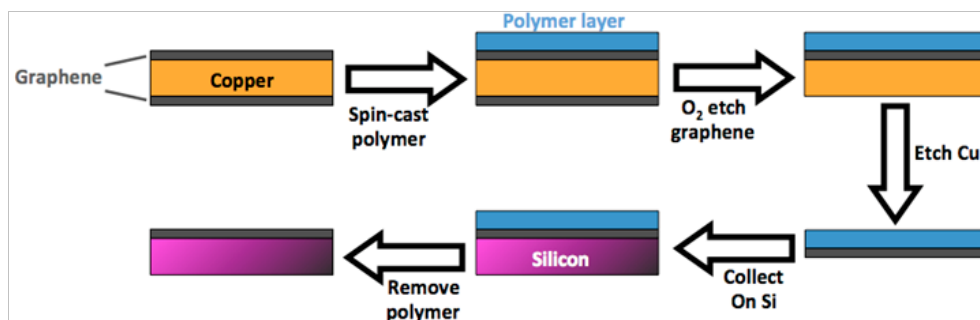 Polymer layer
Graphene
Copper
Spin-cast
polymer
O₂ etch
graphene
Etch Cu
Silicon
Remove
polymer
Collect
On Si